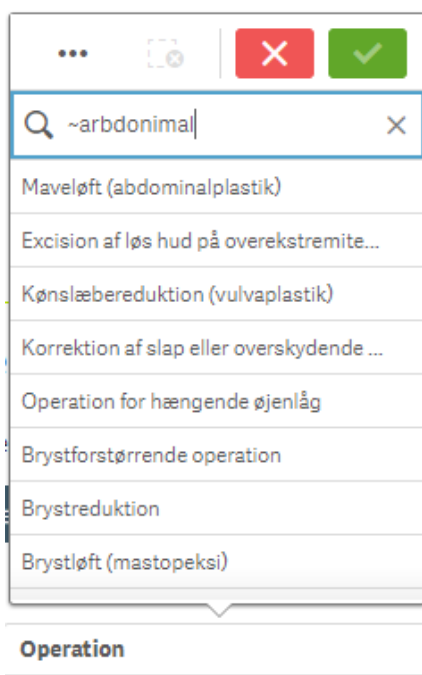 ~arbdonimal
Maveløft (abdominalplastik)
Excision af løs hud på overekstremite...
Kønslæbereduktion (vulvaplastik)
Korrektion af slap eller overskydende ...
Operation for hængende øjenlåg
Brystforstørrende operation
Brystreduktion
Brystløft (mastopeksi)
Operation